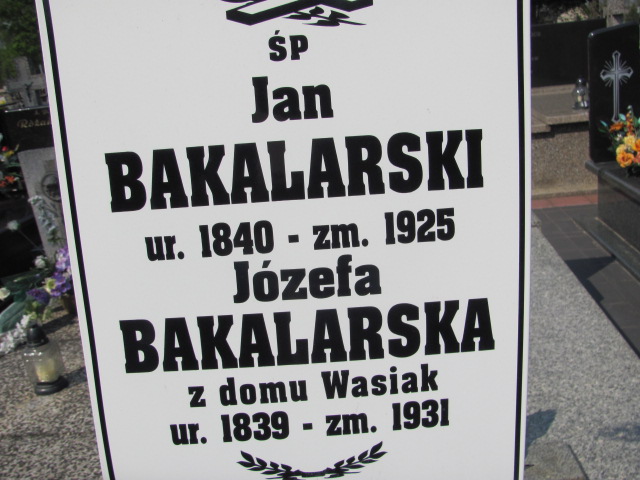 ŚP
Jan
BAKALARSKI
ur. 1840 - zm. 1925
Józefa
BAKALARSKA
z domu Wasiak
ur. 1839 - zm. 1931